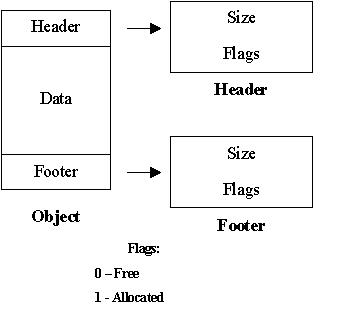 Header
Data
Footer
Object
Size
Flags
Header
Size
Flags
Footer
Flags:
0 – Free
1 - Allocated